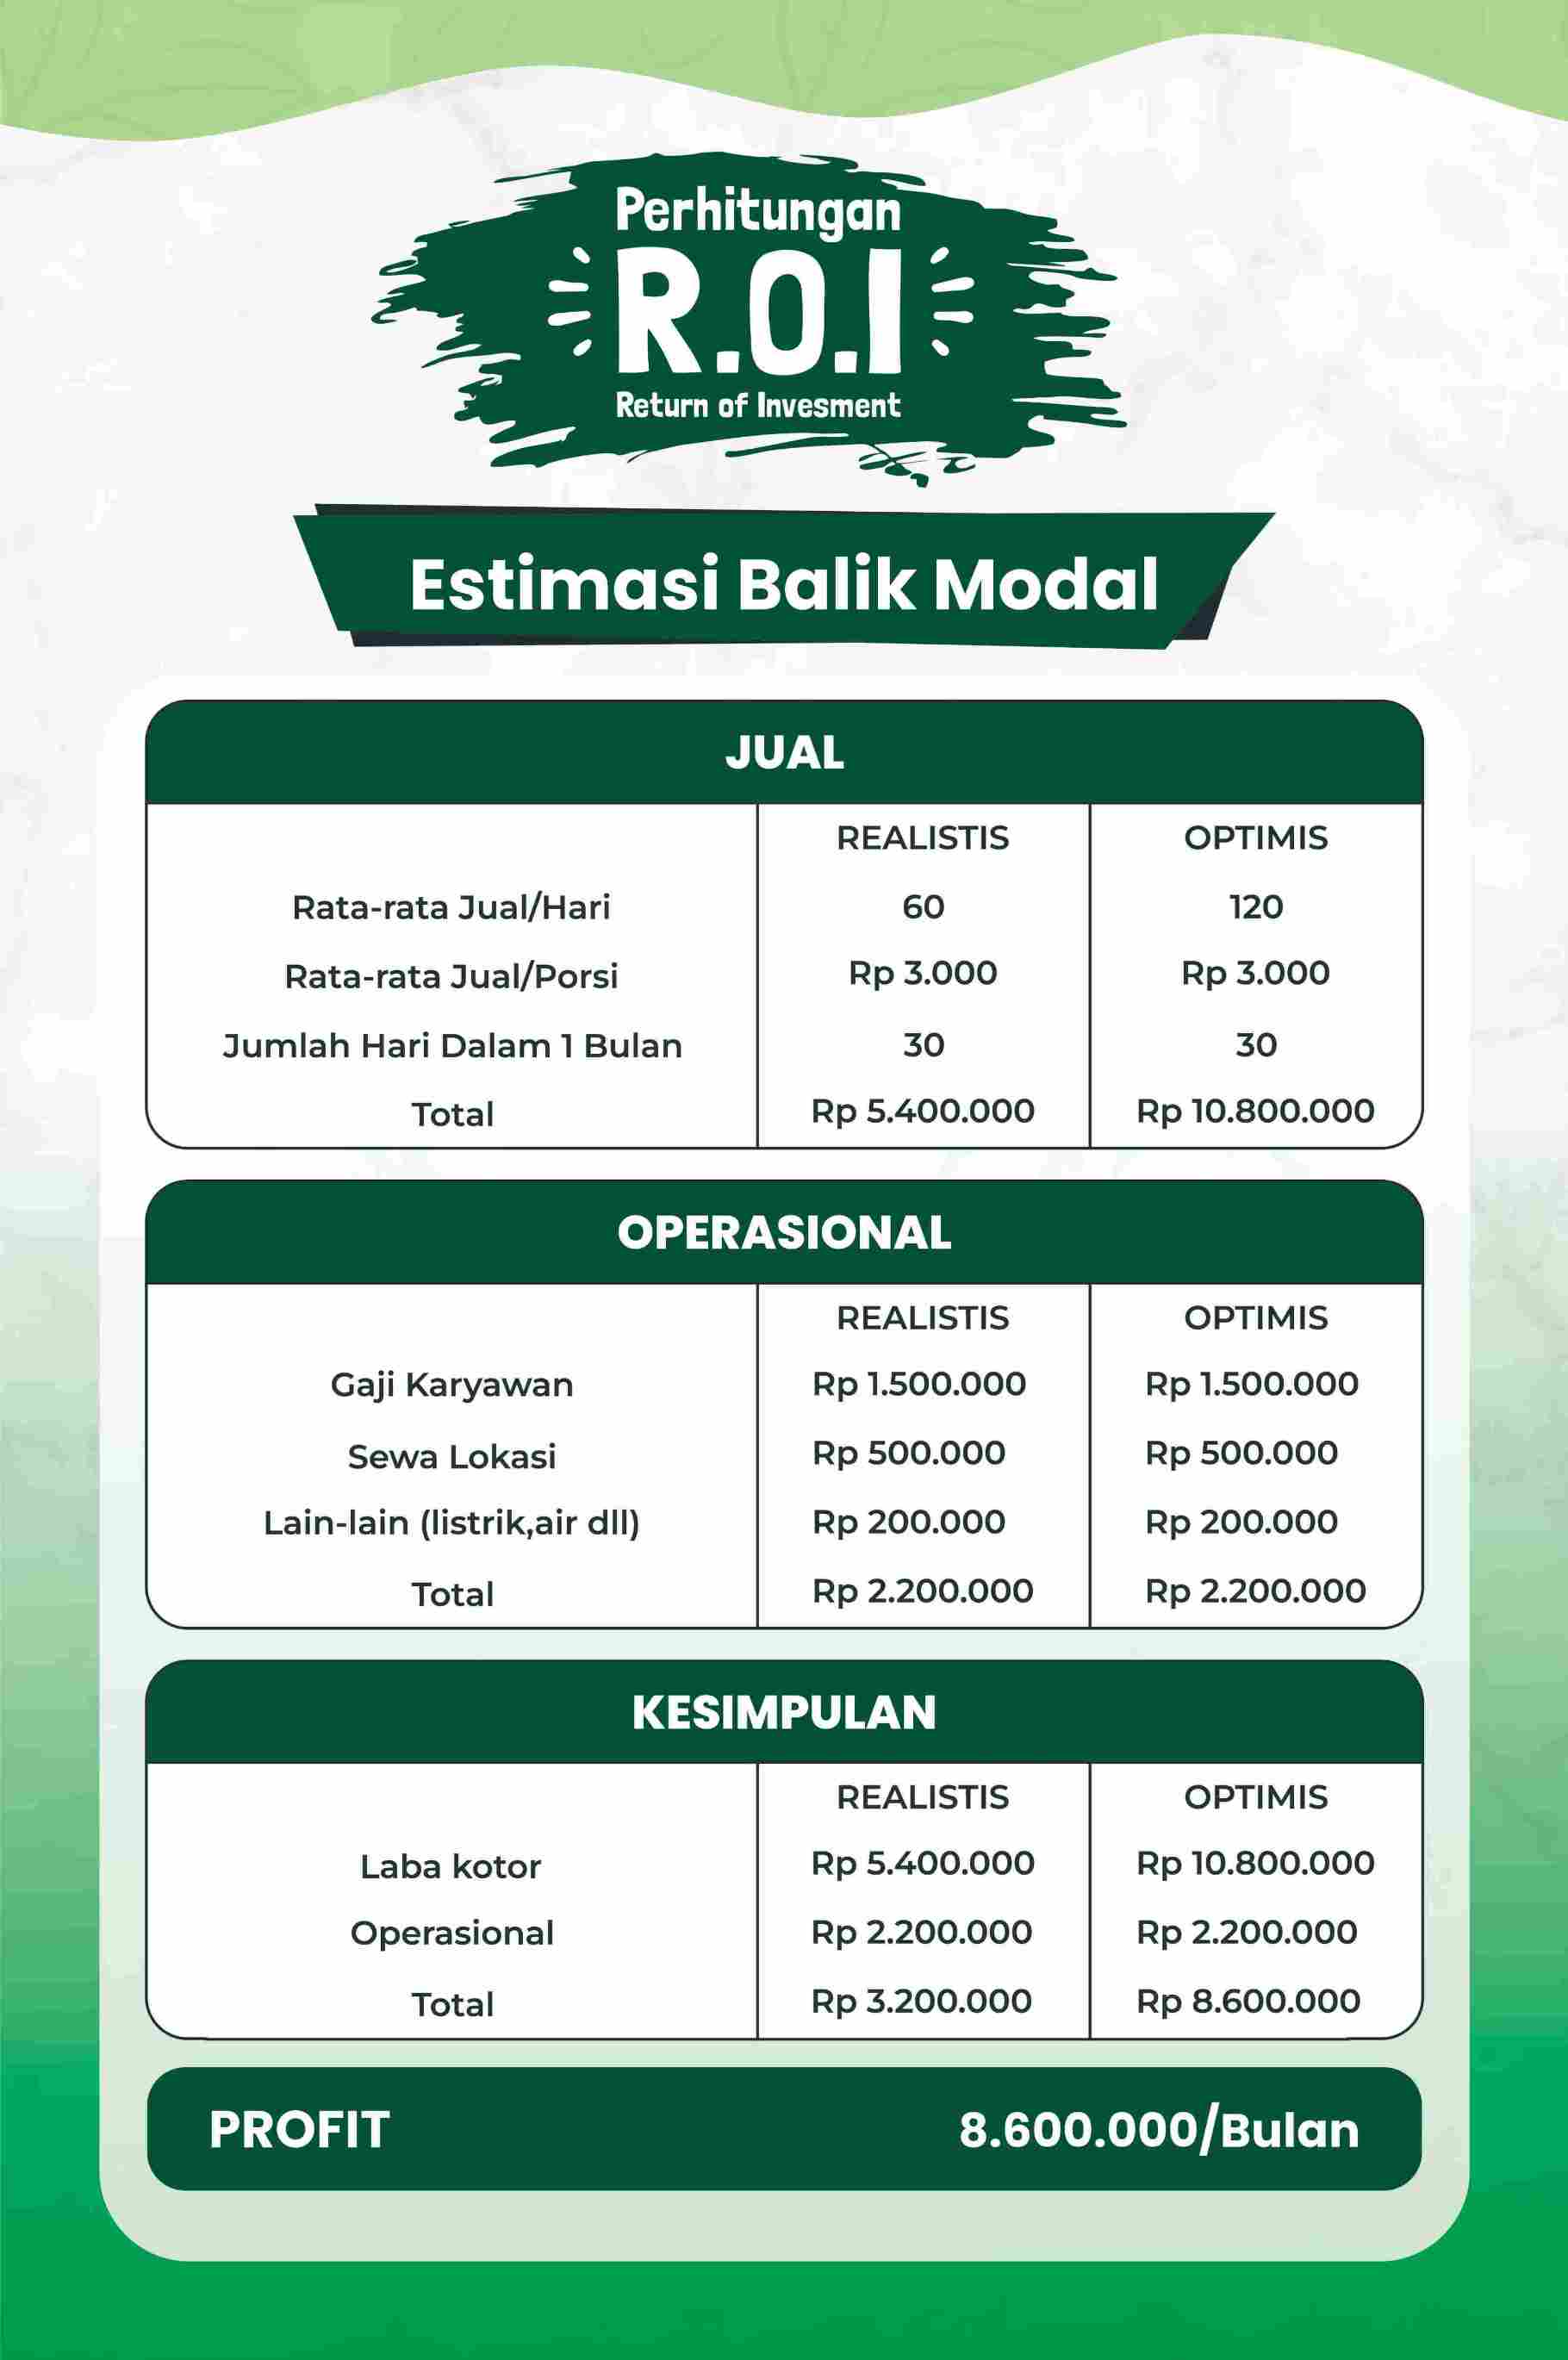 Perhitungan
R.O.I
Return of Invesment
Estimasi Balik Modal
JUAL
REALISTIS OPTIMIS
Rata-rata Jual/Hari 60 120
Rata-rata Jual/Porsi Rp 3.000 Rp 3.000
Jumlah Hari Dalam 1 Bulan 30 30
Total Rp 5.400.000 Rp 10.800.000
OPERASIONAL
REALISTIS OPTIMIS
Gaji Karyawan Rp 1.500.000 Rp 1.500.000
Sewa Lokasi Rp 500.000 Rp 500.000
Lain-lain (listrik,air dll) Rp 200.000 Rp 200.000
Total Rp 2.200.000 Rp 2.200.000
KESIMPULAN
REALISTIS OPTIMIS
Laba kotor Rp 5.400.000 Rp 10.800.000
Operasional Rp 2.200.000 Rp 2.200.000
Total Rp 3.200.000 Rp 8.600.000
PROFIT 8.600.000/Bulan